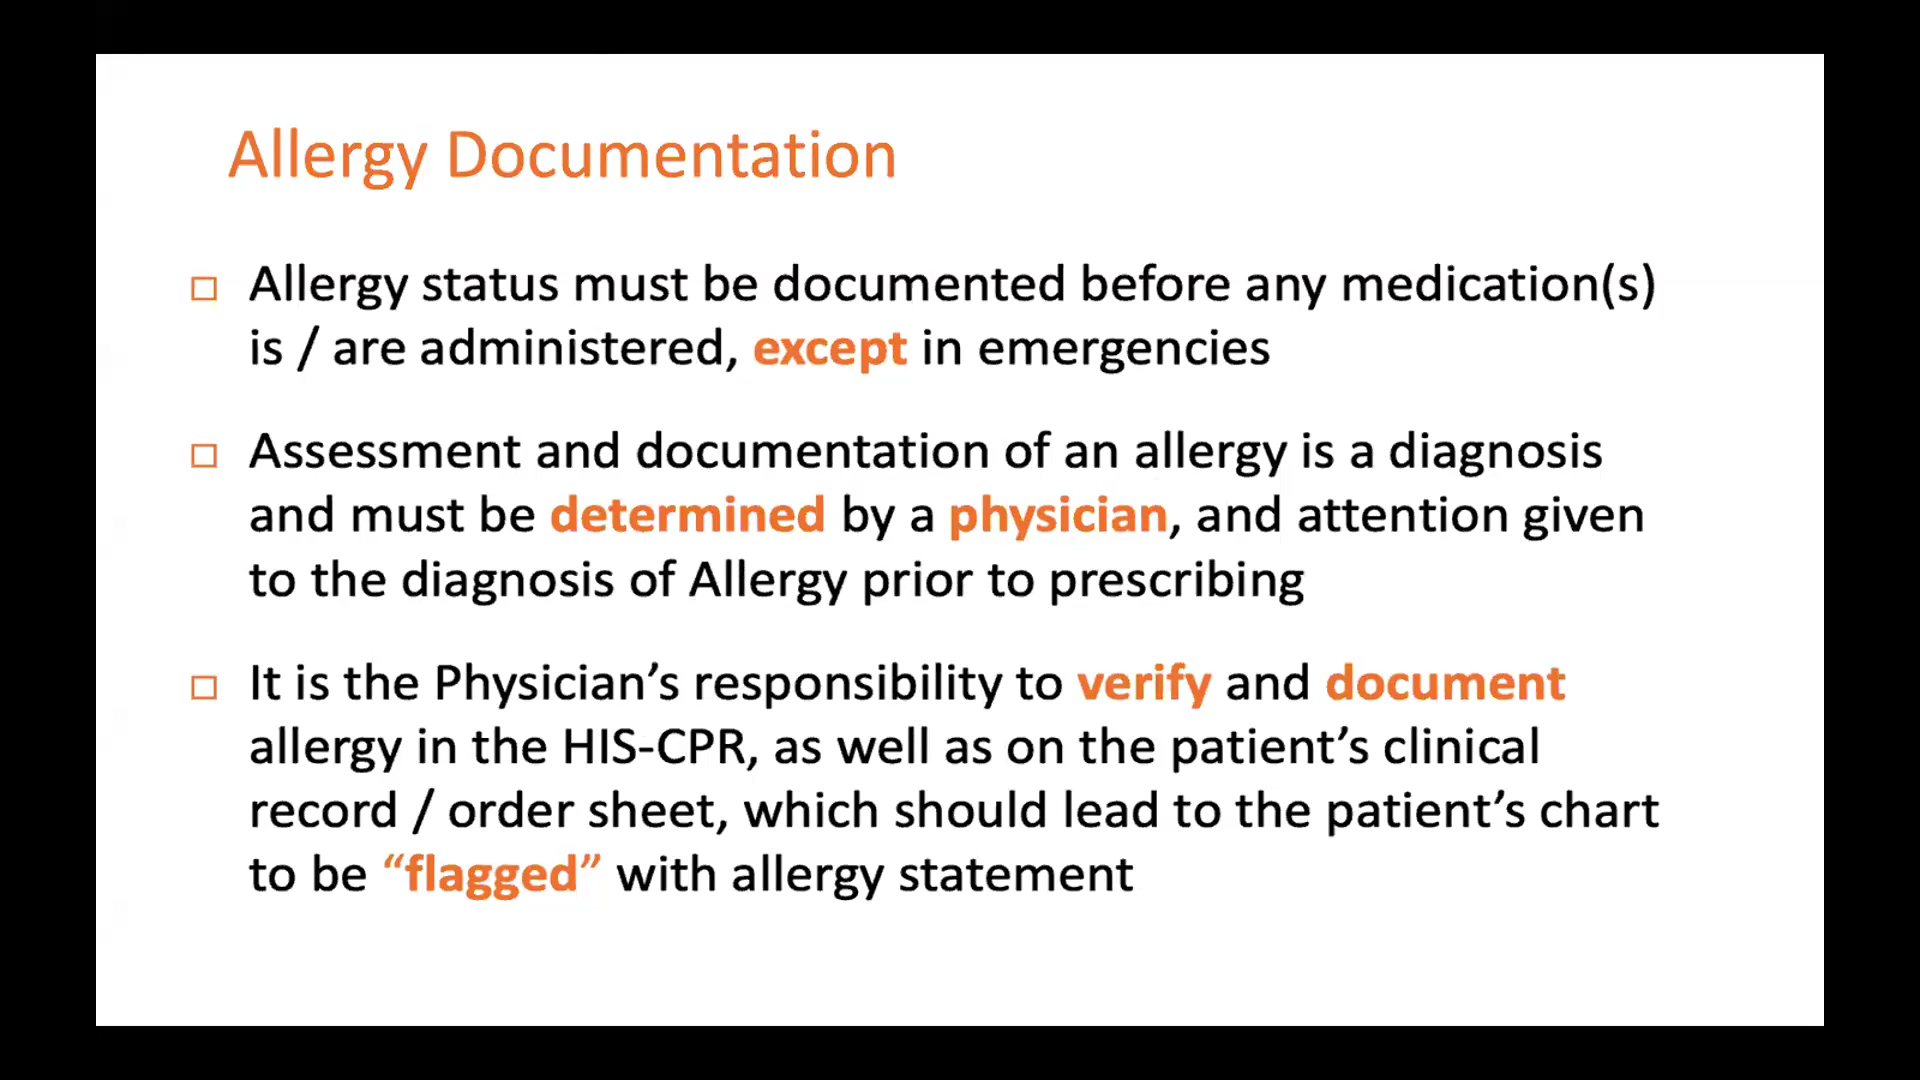 Allergy Documentation
Allergy status must be documented before any medication(s)
is / are administered, except in emergencies
Assessment and documentation of an allergy is a diagnosis
and must be determined by a physician, and attention given
to the diagnosis of Allergy prior to prescribing
It is the Physician’s responsibility to verify and document
allergy in the HIS-CPR, as well as on the patient’s clinical
record / order sheet, which should lead to the patient’s chart
to be “flagged” with allergy statement